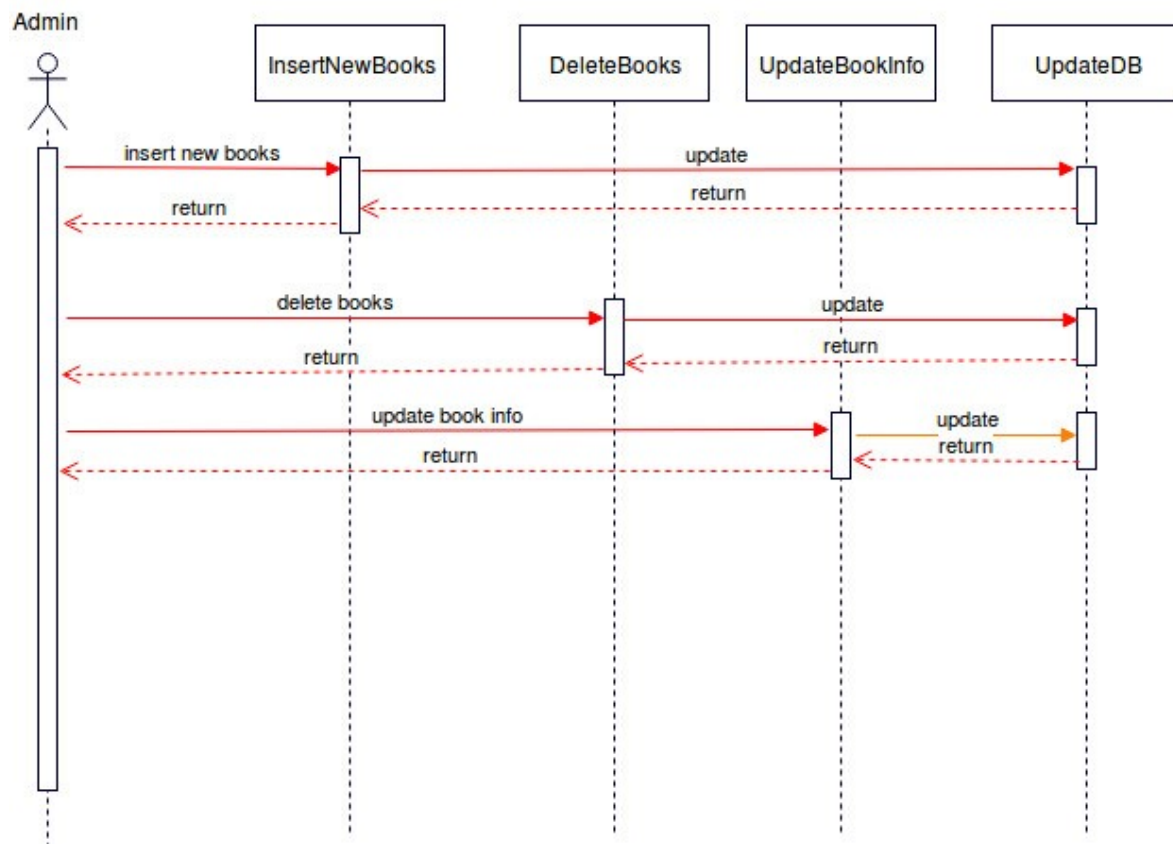 Admin
InsertNewBooks
DeleteBooks
UpdateBookInfo
UpdateDB
insert new books
update
return
return
delete books
update
return
return
update book info
update
return
return